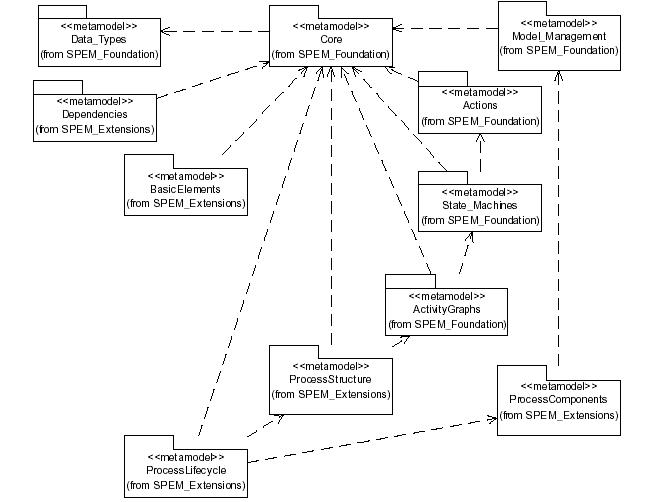 <<metamodel>>
Data_Types
(from SPEM_Foundation)
<<metamodel>>
Core
(from SPEM_Foundation)
<<metamodel>>
Model_Management
(from SPEM_Foundation)
<<metamodel>>
Dependencies
(from SPEM_Extensions)
<<metamodel>>
Actions
(from SPEM_Foundation)
<<metamodel>>
BasicElements
(from SPEM_Extensions)
<<metamodel>>
State_Machines
(from SPEM_Foundation)
<<metamodel>>
ActivityGraphs
(from SPEM_Foundation)
<<metamodel>>
ProcessStructure
(from SPEM_Extensions)
<<metamodel>>
ProcessComponents
(from SPEM_Extensions)
<<metamodel>>
ProcessLifecycle
(from SPEM_Extensions)